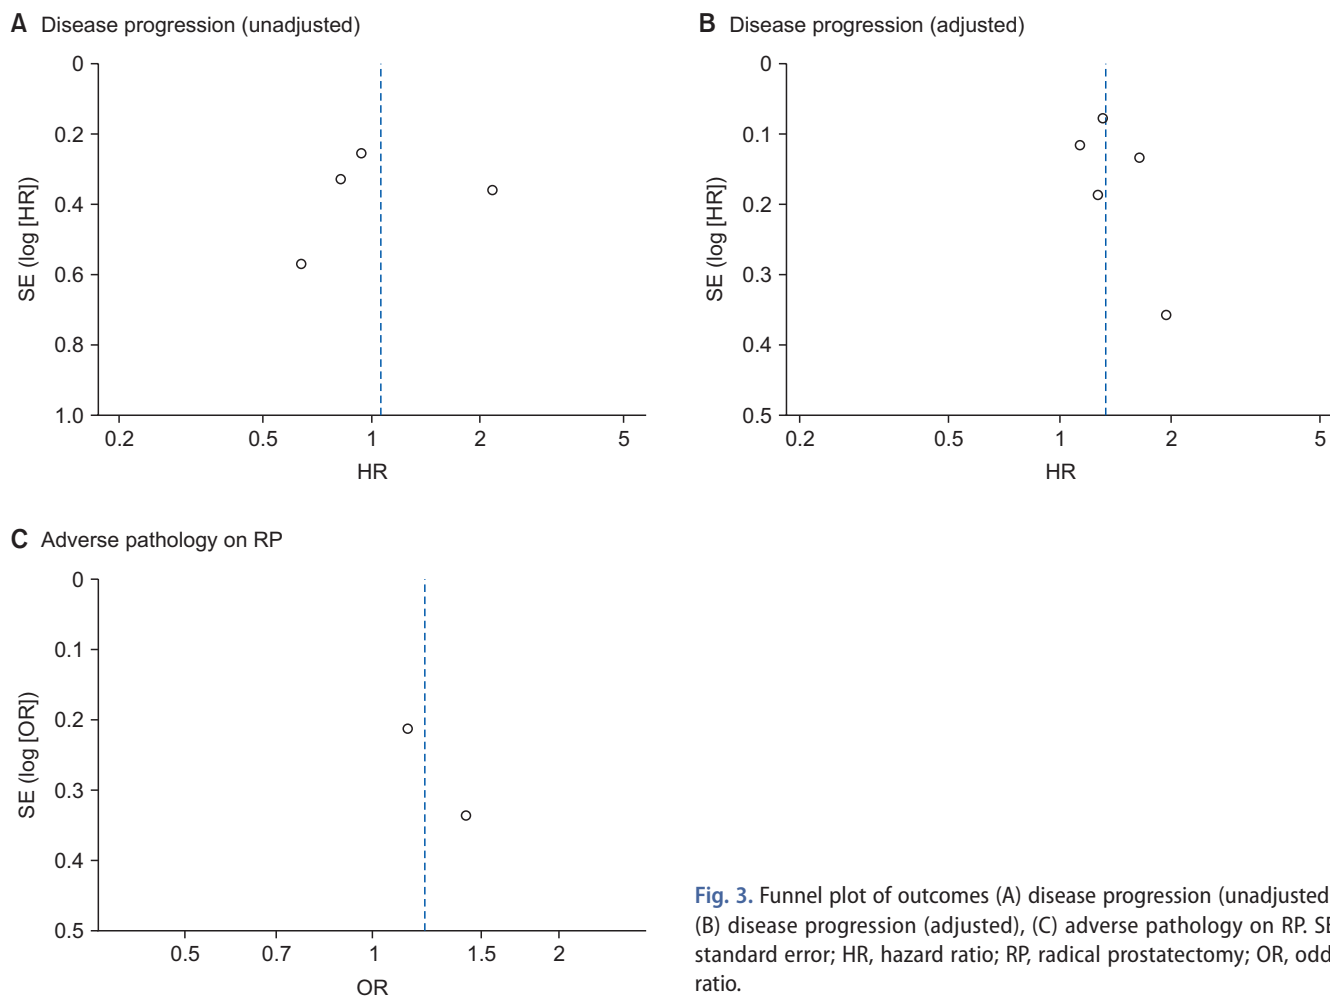 A Disease progression (unadjusted)
0
0.2
0.4
0.6
0.8
1.0
SE (log [HR])
0.2 0.5 1 2 5
HR
B Disease progression (adjusted)
0
0.1
0.2
0.3
0.4
0.5
SE (log [HR])
0.2 0.5 1 2 5
HR
C Adverse pathology on RP
0
0.1
0.2
0.3
0.4
0.5
SE (log [OR])
0.5 0.7 1 1.5 2
OR
Fig. 3. Funnel plot of outcomes (A) disease progression (unadjusted
(B) disease progression (adjusted), (C) adverse pathology on RP. SE
standard error; HR, hazard ratio; RP, radical prostatectomy; OR, odd
ratio.